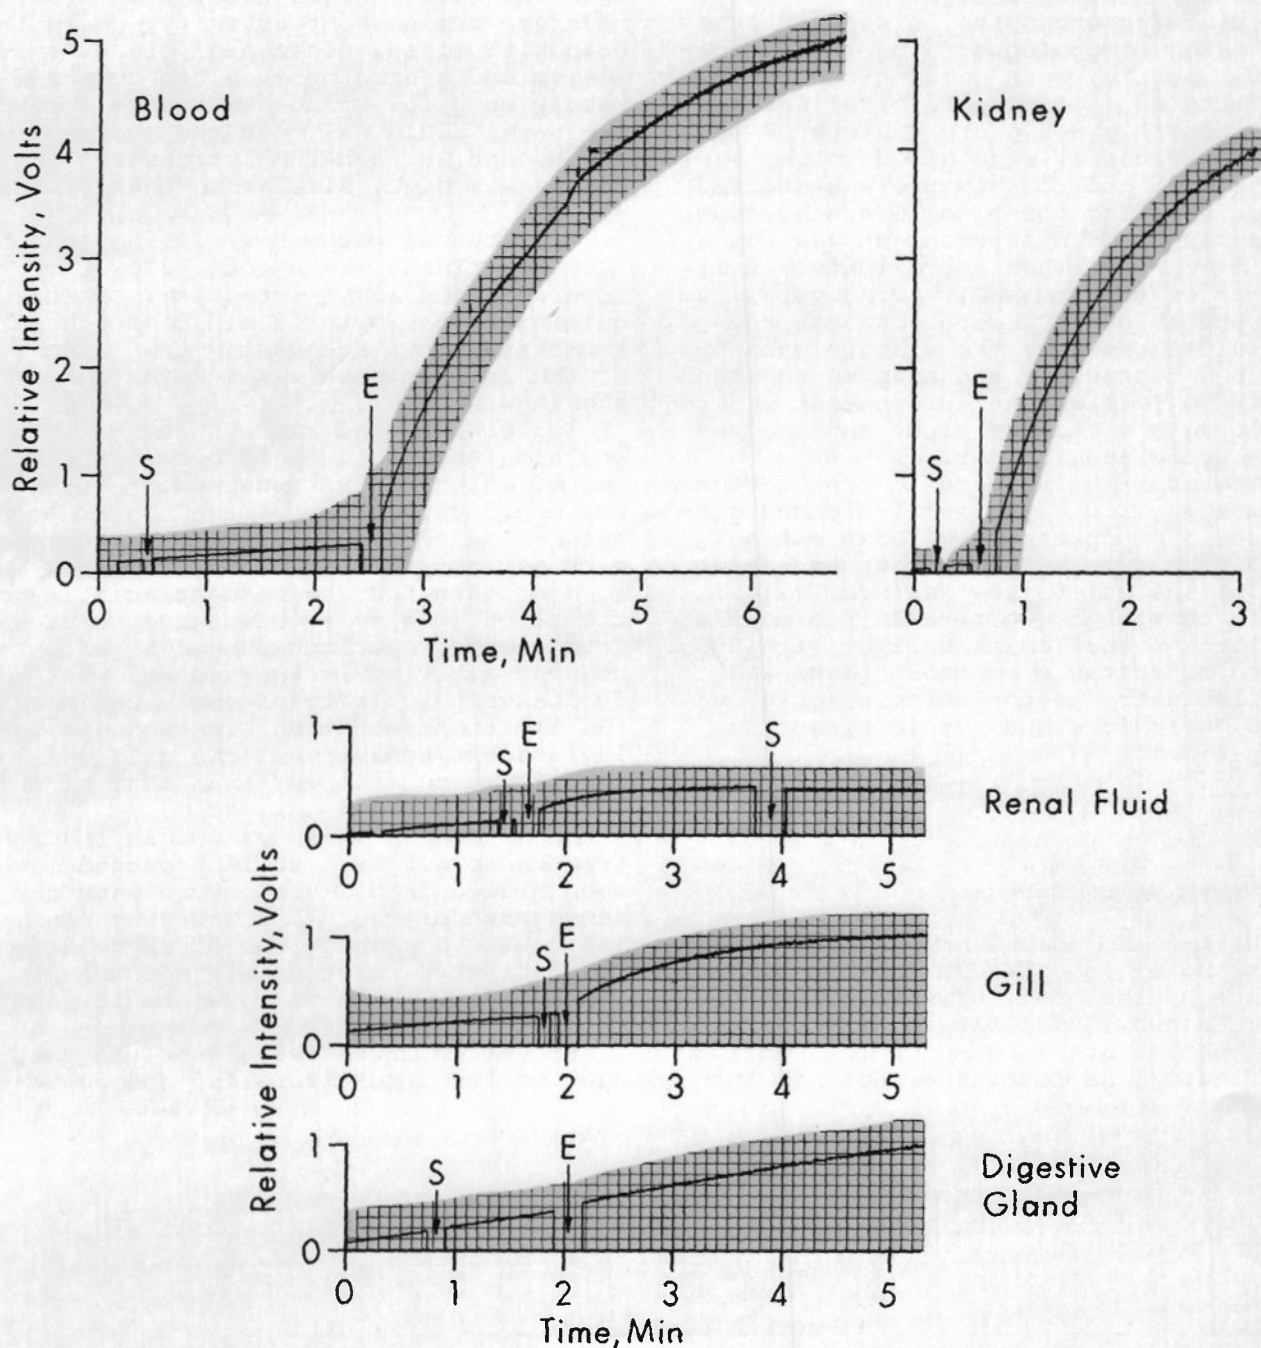 Relative Intensity, Volts
Blood
5
4
3
2
1
0
S
E
0 1 2 3 4 5 6
Time, Min
Kidney
S
E
0 1 2 3
1
0
S E S
0 1 2 3 4 5
Renal Fluid
Relative Intensity, Volts
1
0
S E
0 1 2 3 4 5
Gill
1
0
S E
0 1 2 3 4 5
Digestive
Gland
Time, Min